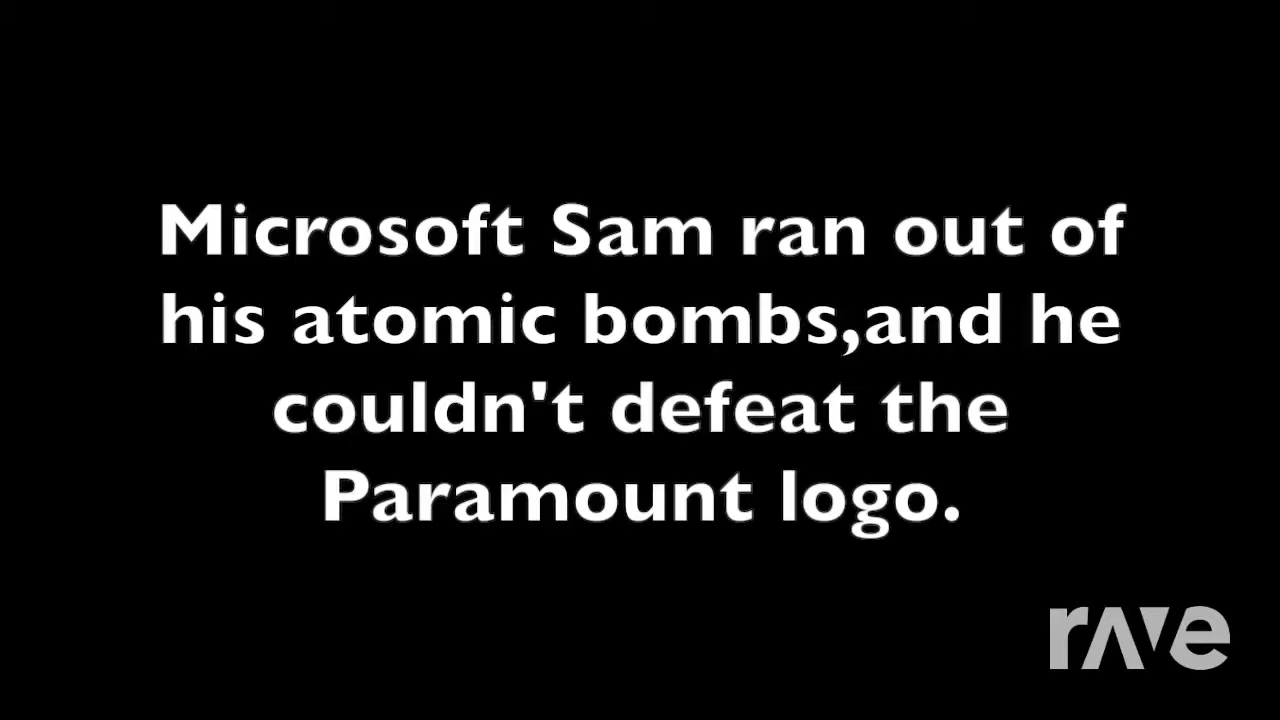 Microsoft Sam ran out of
his atomic bombs,and he
couldn't defeat the
Paramount logo.
rave